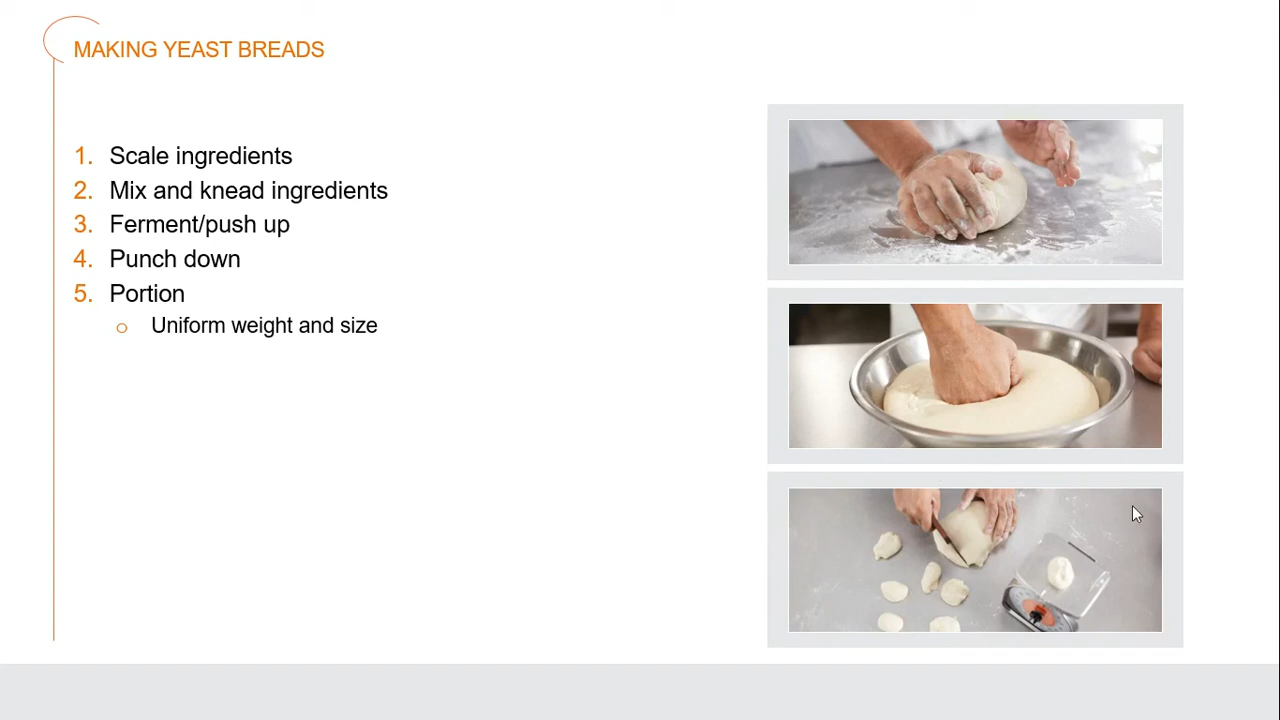 MAKING YEAST BREADS
1. Scale ingredients
2. Mix and knead ingredients
3. Ferment/push up
4. Punch down
5. Portion
o Uniform weight and size